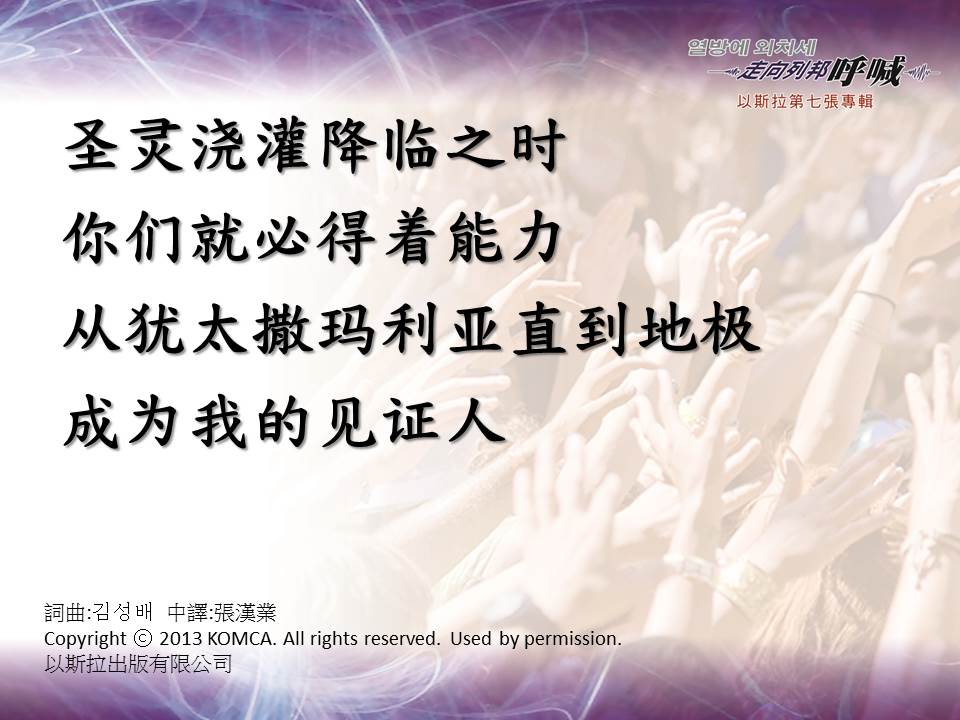 열방에 외치세
走向列邦呼喊
以斯拉第七張專輯
圣灵浇灌降临之时
你们就必得着能力
从犹太撒玛利亚直到地极
成为我的见证人
詞曲:김성배 中譯:張漢業
Copyright ⓒ 2013 KOMCA. All rights reserved. Used by permission.
以斯拉出版有限公司